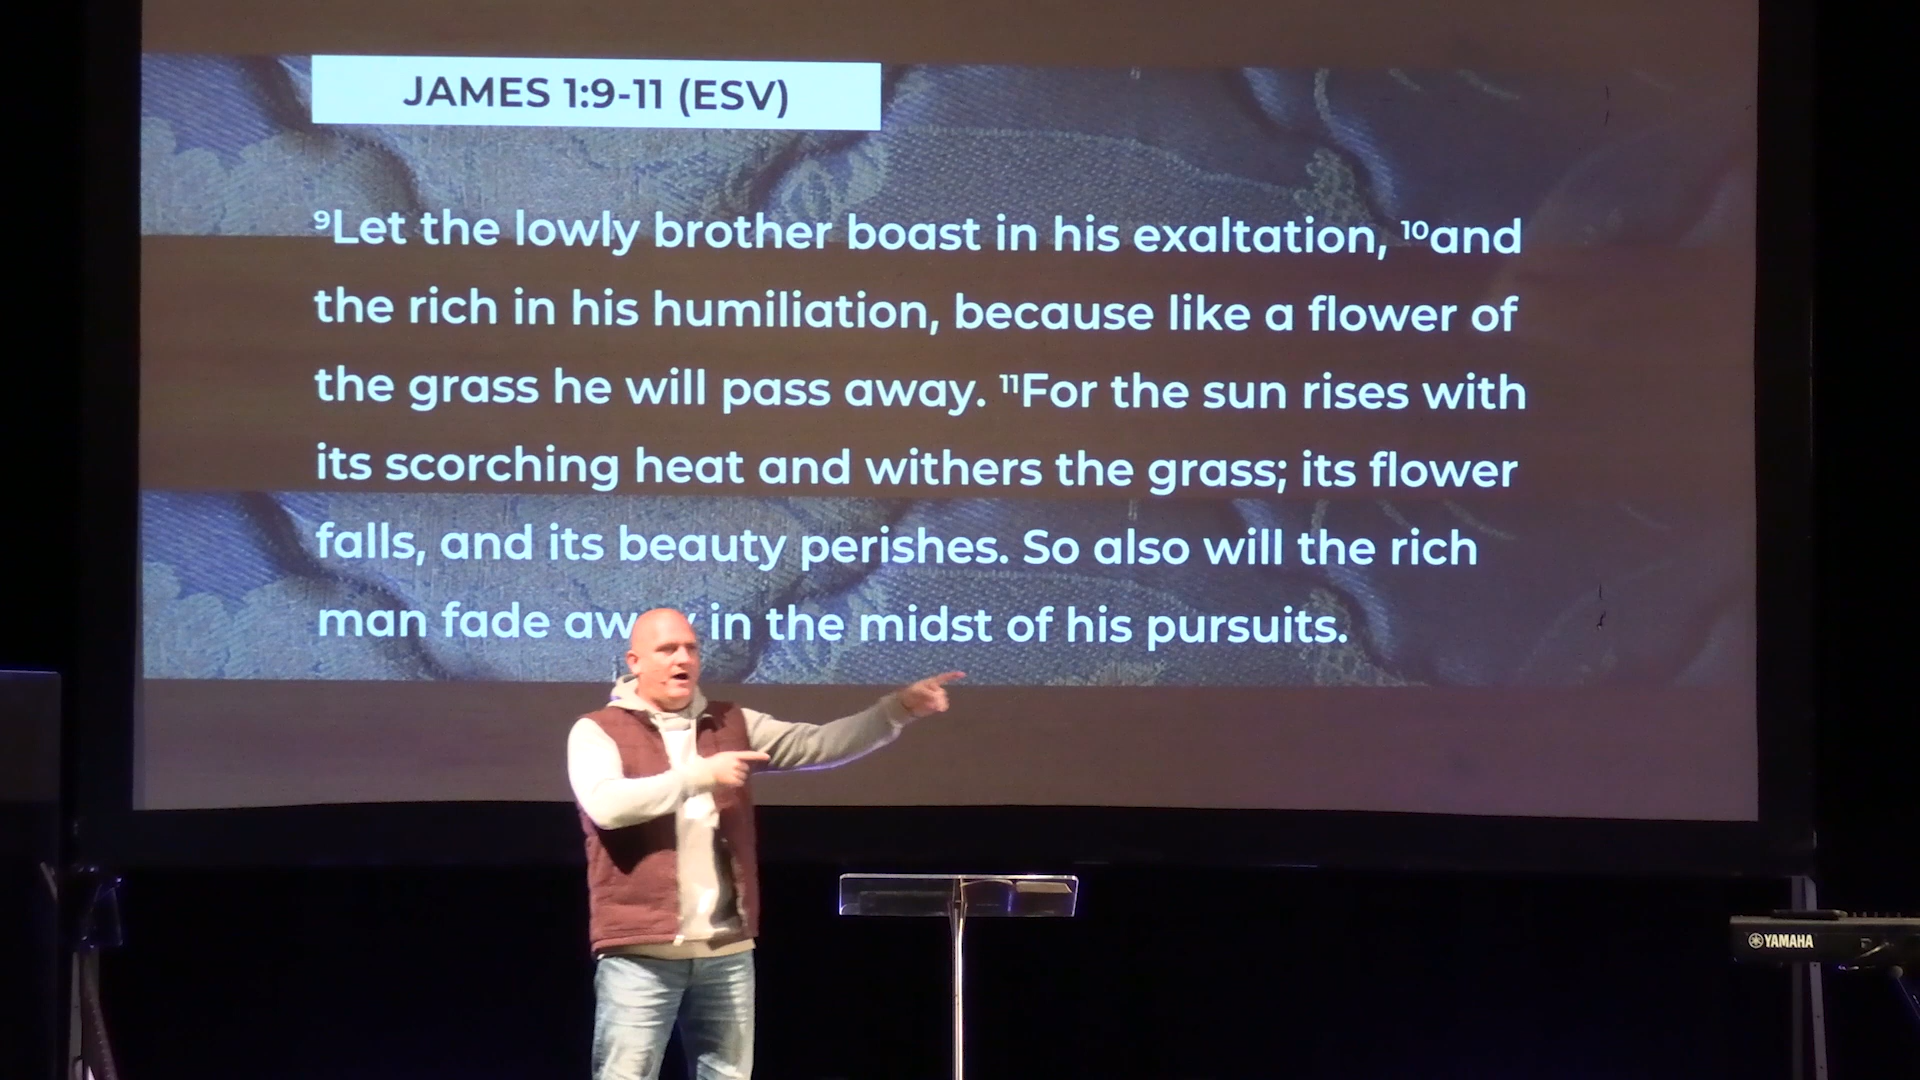 JAMES 1:9-11 (ESV)
⁹Let the lowly brother boast in his exaltation, ¹⁰and
the rich in his humiliation, because like a flower of
the grass he will pass away. ¹¹For the sun rises with
its scorching heat and withers the grass; its flower
falls, and its beauty perishes. So also will the rich
man fade in the midst of his pursuits.
YAMAHA